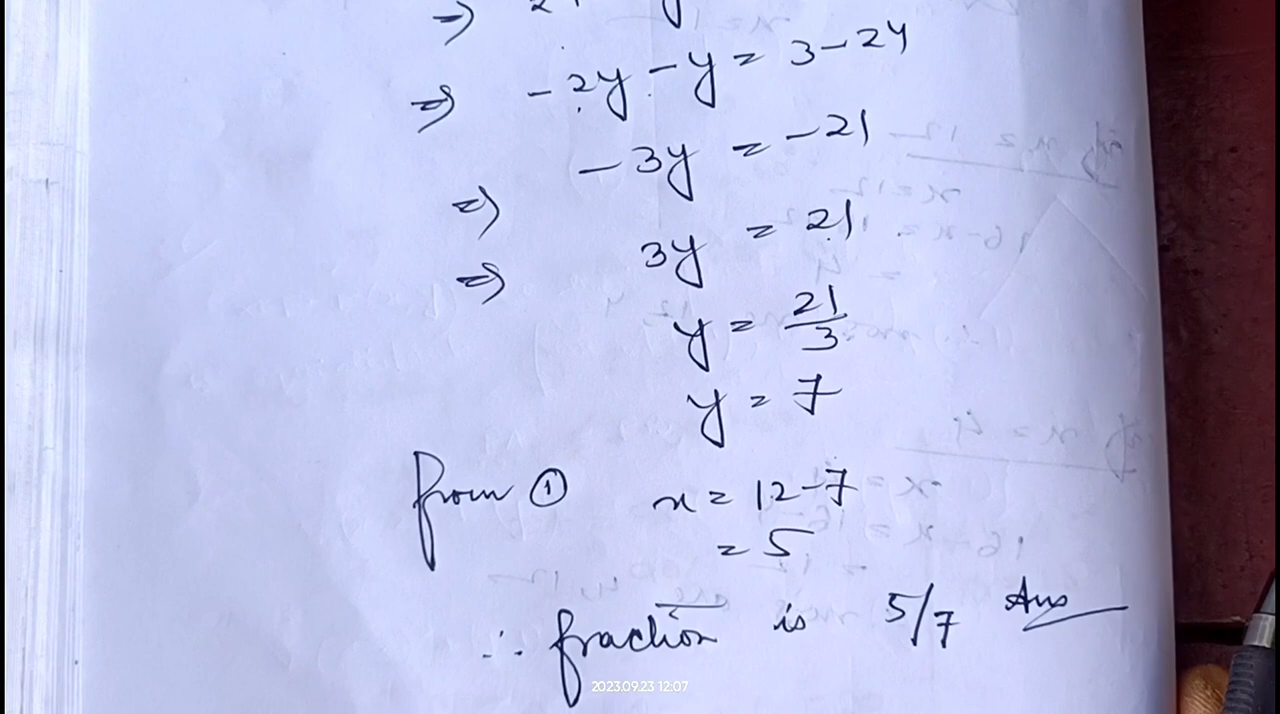 ⇒ 2
⇒ -2y - y = 3-24
-3y = -21
⇒
3y = 21
⇒
y = 21/3
y = 7
from ① x = 12-7
= 5
∴ fraction is 5/7 Ans
2023.09.23 12:07